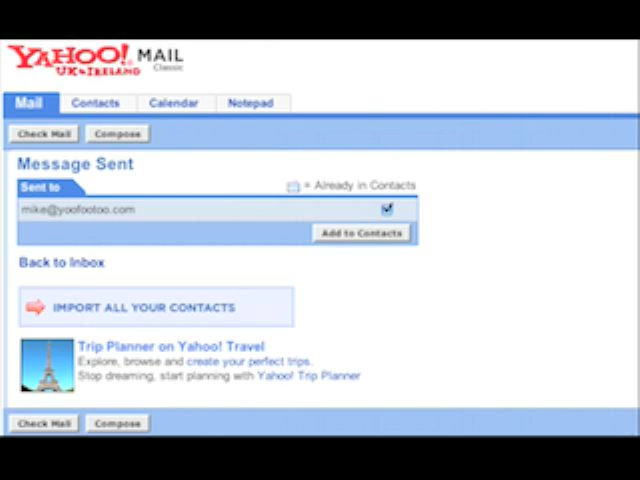 YAHOO! MAIL
UK & IRELAND Classic
Mail Contacts Calendar Notepad
Check Mail Compose
Message Sent
Sent to = Already in Contacts
mike@yoofootoo.com
Add to Contacts
Back to Inbox
IMPORT ALL YOUR CONTACTS
Trip Planner on Yahoo! Travel
Explore, browse and create your perfect trips.
Stop dreaming, start planning with Yahoo! Trip Planner
Check Mail Compose